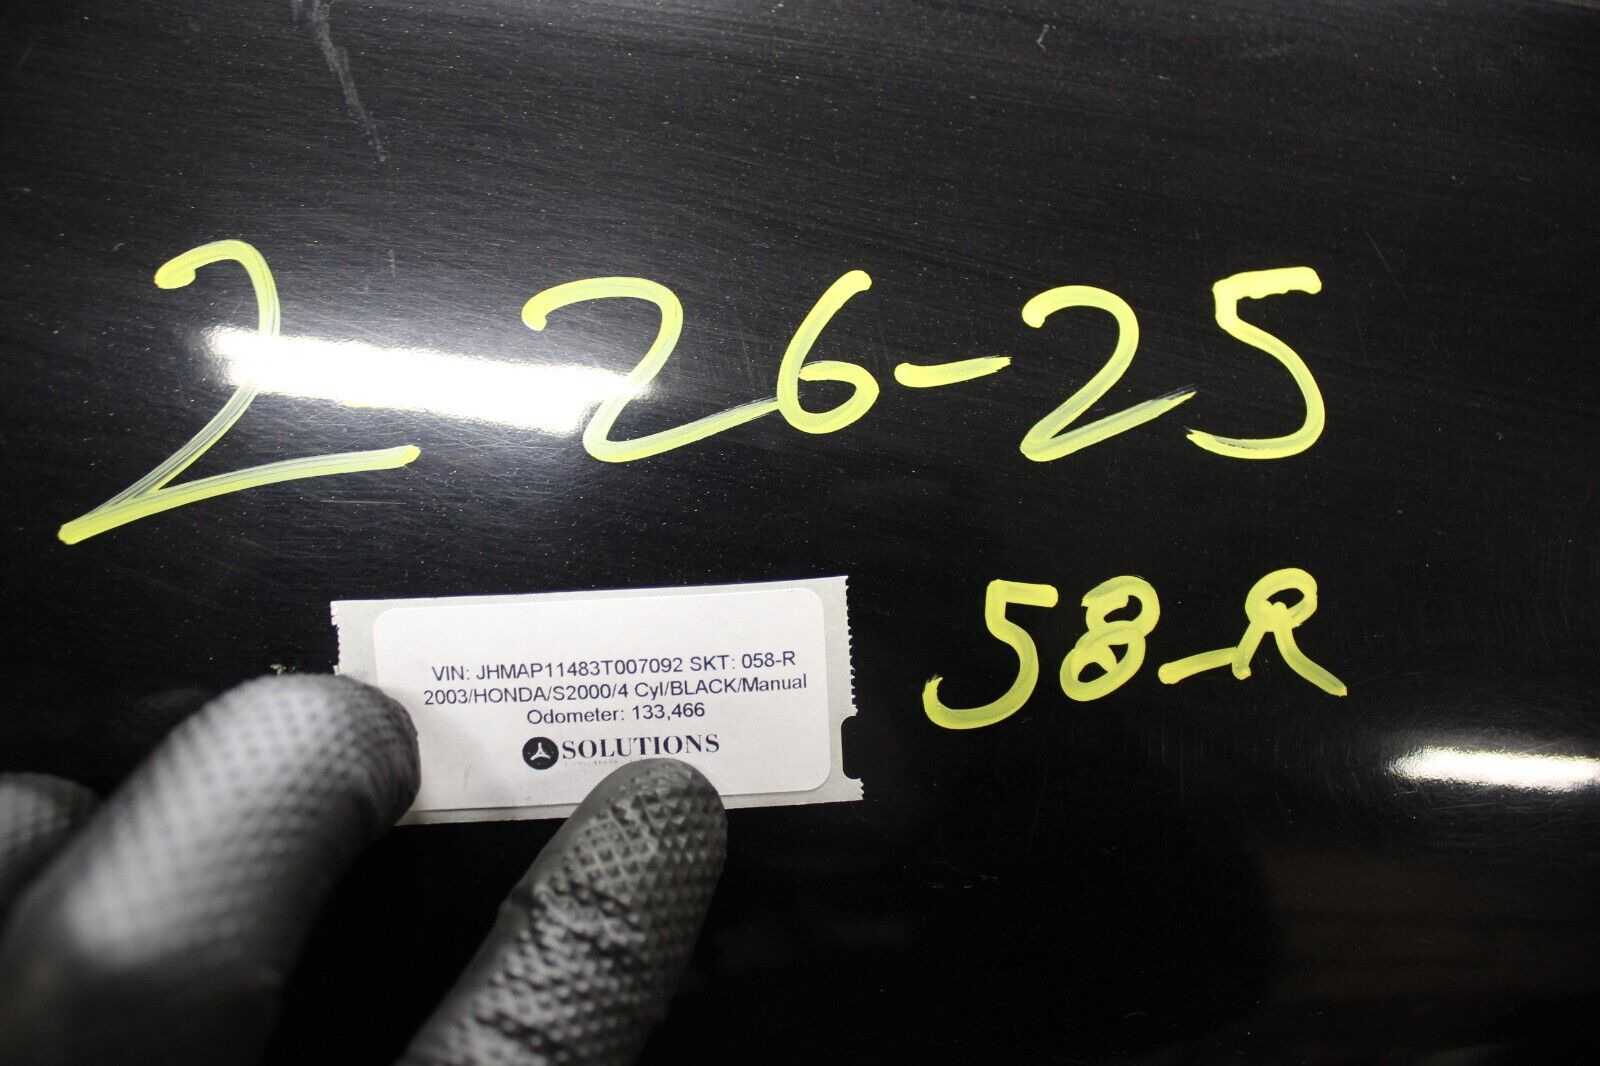 2-26-25
58-R
VIN: JHMAP11483T007092 SKT: 058-R
2003/HONDA/S2000/4 Cyl/BLACK/Manual
Odometer: 133,466
SOLUTIONS